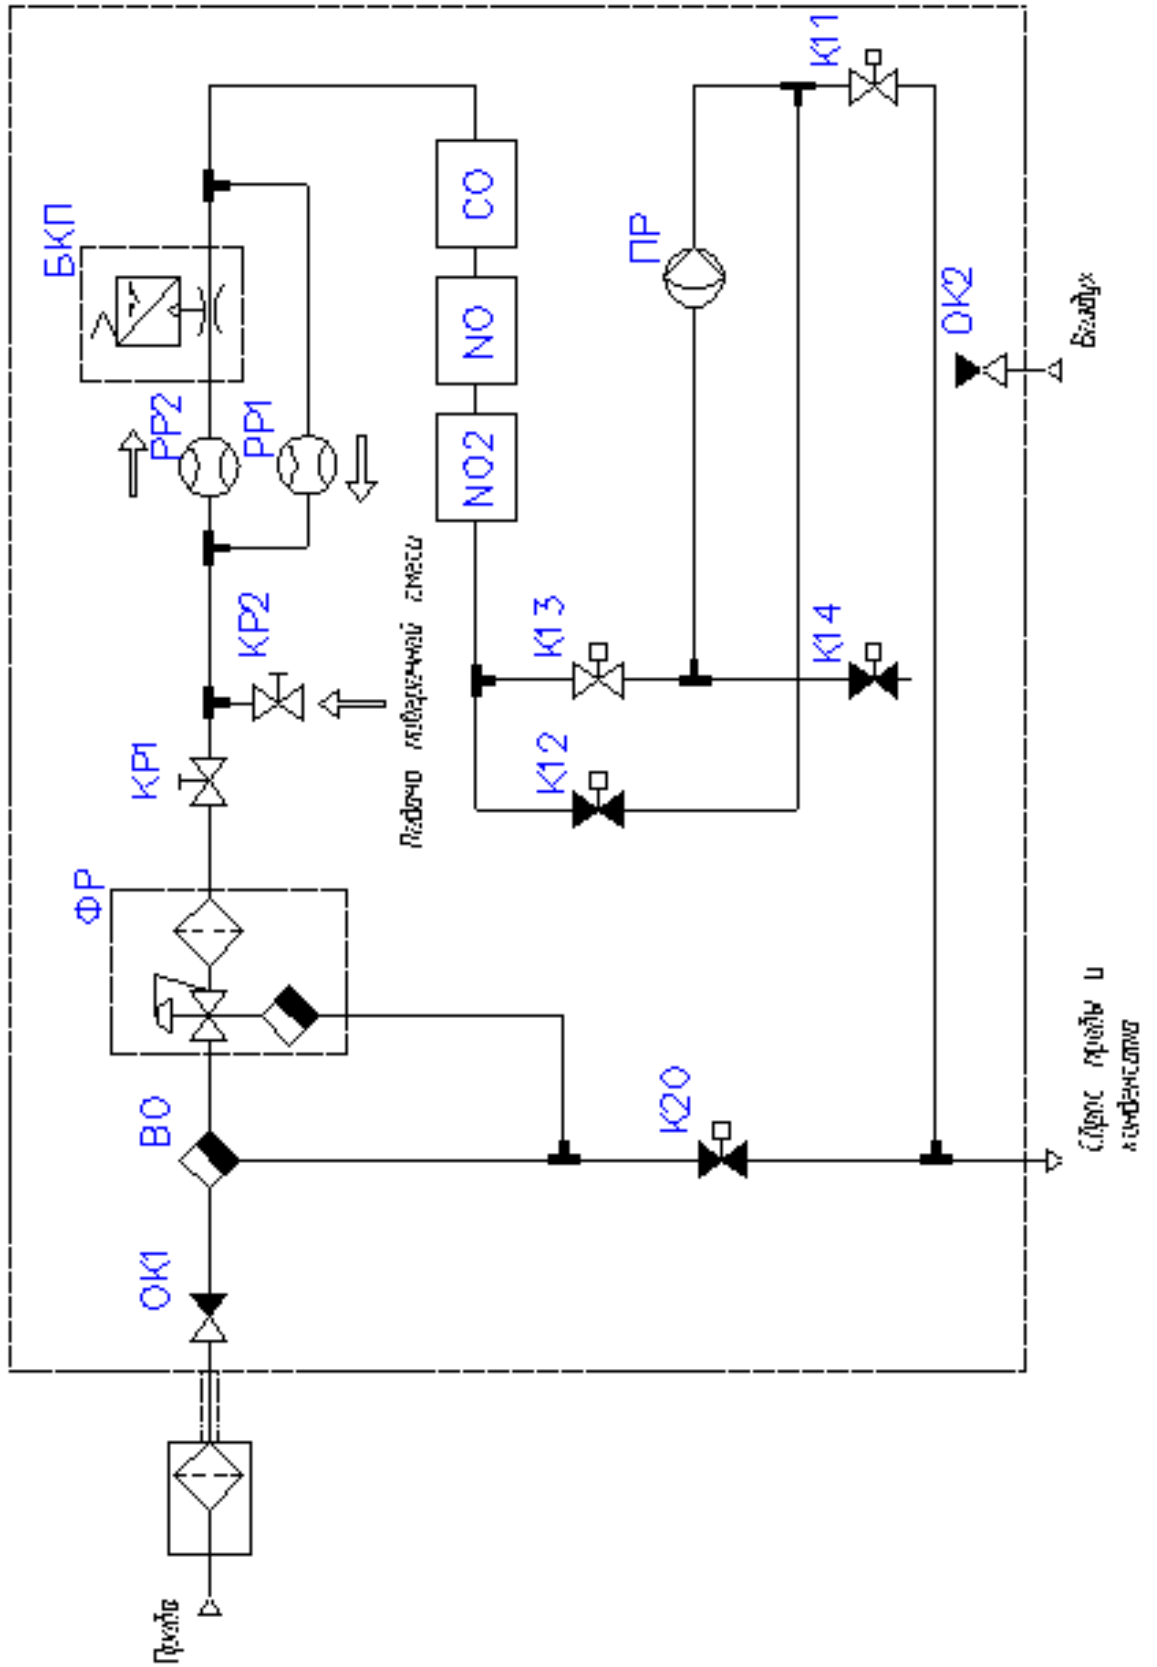 Проба
ОК1
ВО
ФР
КР1
КР2
Подача поверочной смеси
РР2
РР1
БКП
CO
NO
NO2
К12
К13
ПР
К14
К11
К20
ОК2
Воздух
Сброс пробы и
конденсата